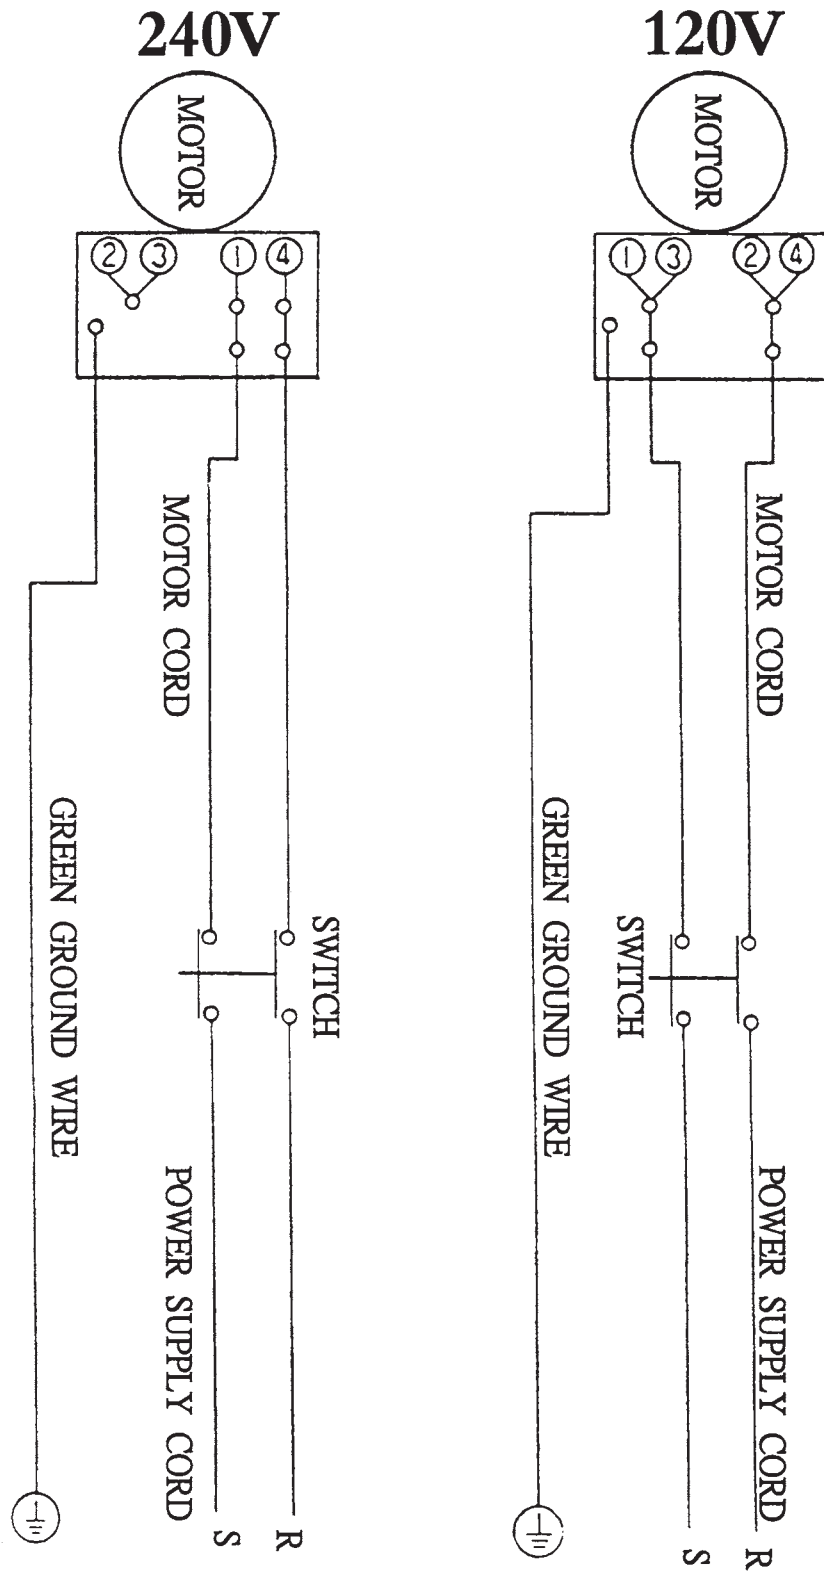 240V
MOTOR
2 3 1 4
MOTOR CORD
GREEN GROUND WIRE
SWITCH
POWER SUPPLY CORD
S
R
120V
MOTOR
1 3 2 4
MOTOR CORD
GREEN GROUND WIRE
SWITCH
POWER SUPPLY CORD
S
R